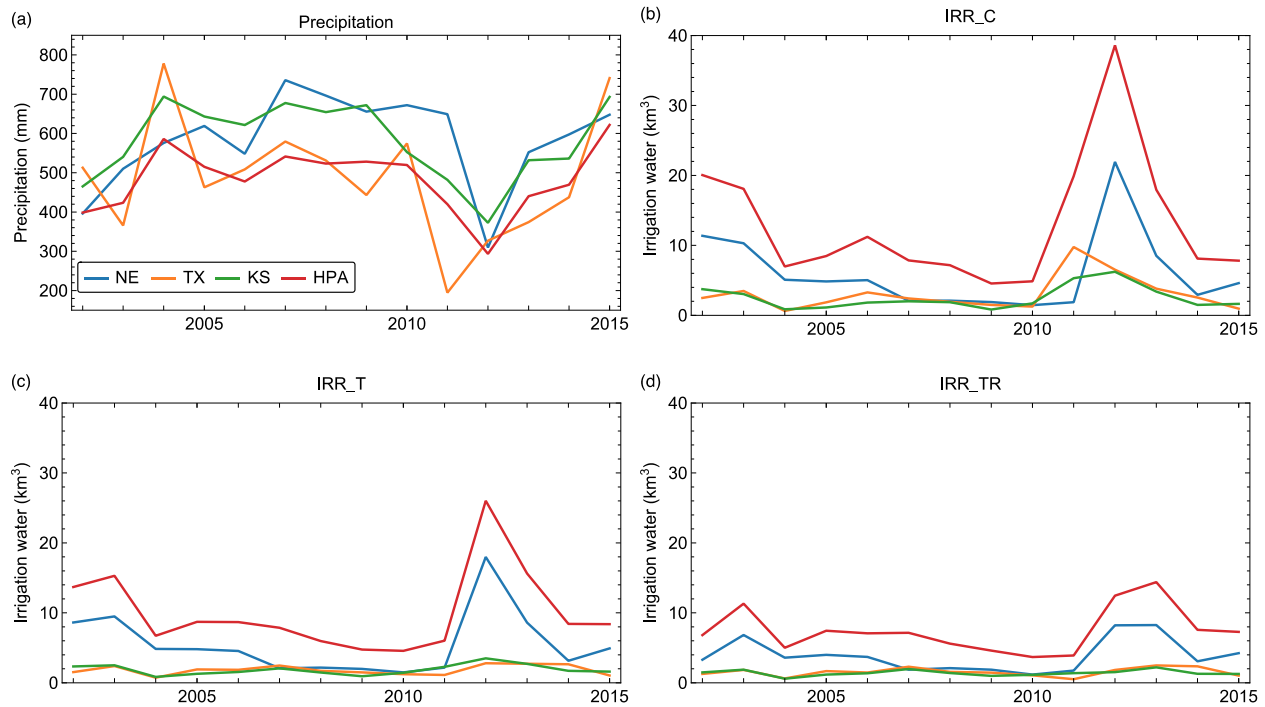 (a)
Precipitation
Precipitation (mm)
800
700
600
500
400
300
200
NE TX KS HPA
2005 2010 2015
(b)
IRR_C
Irrigation water (km³)
40
30
20
10
0
2005 2010 2015
(c)
IRR_T
Irrigation water (km³)
40
30
20
10
0
2005 2010 2015
(d)
IRR_TR
Irrigation water (km³)
40
30
20
10
0
2005 2010 2015